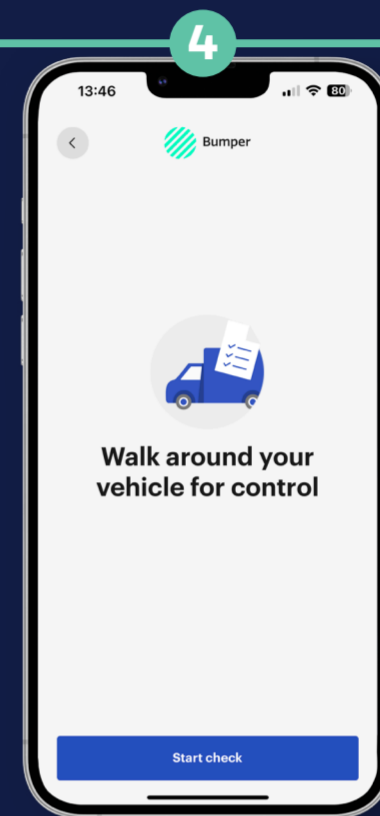 4
13:46
80
Bumper
Walk around your
vehicle for control
Start check